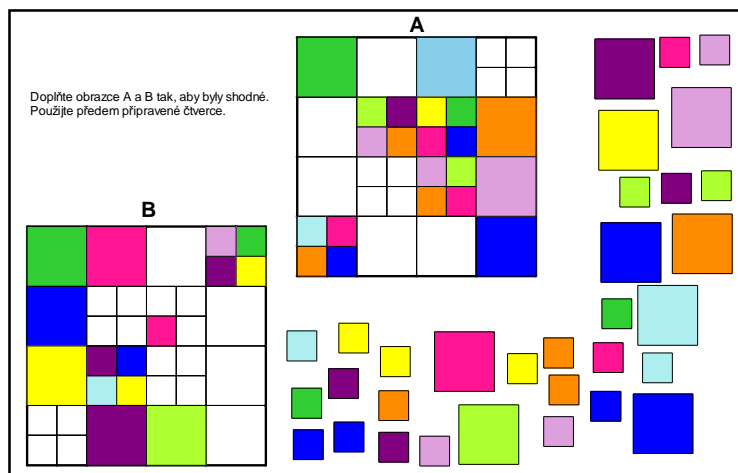 A
Doplňte obrazce A a B tak, aby byly shodné.
Použijte předem připravené čtverce.
B